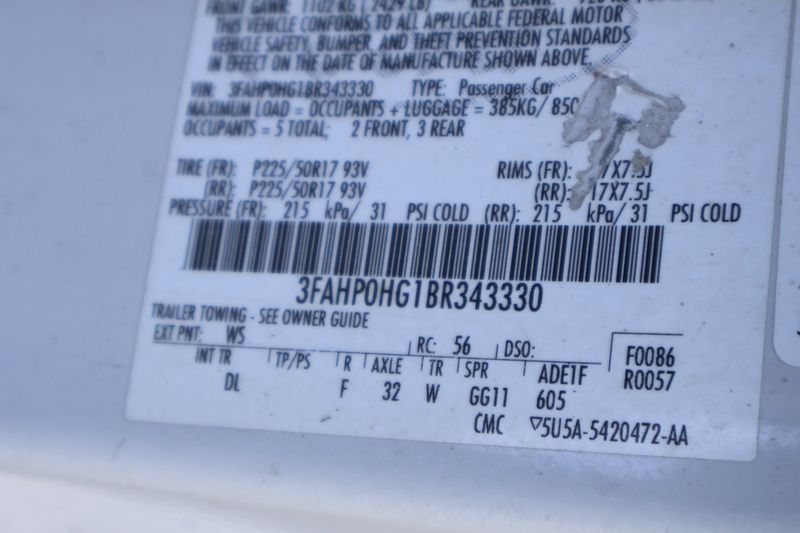 FRONT GAWR: 1102 KG ( 2429 LB) REAR GAWR:
THIS VEHICLE CONFORMS TO ALL APPLICABLE FEDERAL MOTOR
VEHICLE SAFETY, BUMPER, AND THEFT PREVENTION STANDARDS
IN EFFECT ON THE DATE OF MANUFACTURE SHOWN ABOVE.
VIN: 3FAHP0HG1BR343330 TYPE: Passenger Car
MAXIMUM LOAD = OCCUPANTS + LUGGAGE = 385KG/ 850
OCCUPANTS = 5 TOTAL; 2 FRONT, 3 REAR
TIRE (FR): P225/50R17 93V RIMS (FR): 17X7.5J
(RR): P225/50R17 93V (RR): 17X7.5J
PRESSURE (FR): 215 kPa/ 31 PSI COLD (RR): 215 kPa/ 31 PSI COLD
3FAHP0HG1BR343330
TRAILER TOWING - SEE OWNER GUIDE
EXT PNT: WS RC: 56 DSO: F0086
INT TR TP/PS R AXLE TR SPR ADE1F R0057
DL F 32 W GG11 605
CMC ▽5U5A-5420472-AA